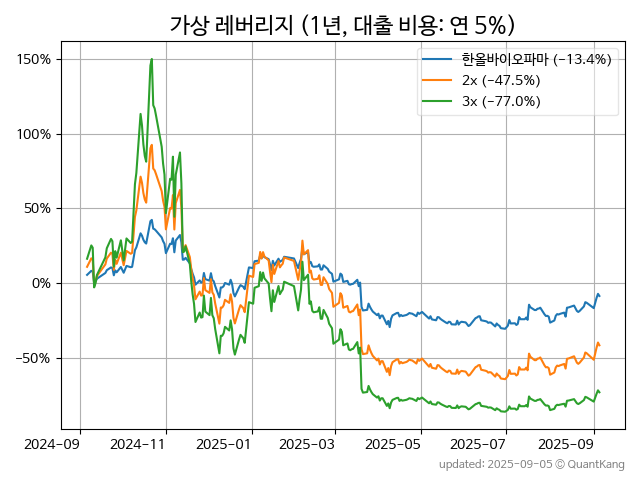 가상 레버리지 (1년, 대출 비용: 연 5%)
한올바이오파마 (−13.4%)
2x (−47.5%)
3x (−77.0%)
150%
100%
50%
0%
−50%
2024-09 2024-11 2025-01 2025-03 2025-05 2025-07 2025-09
updated: 2025-09-05 © QuantKang